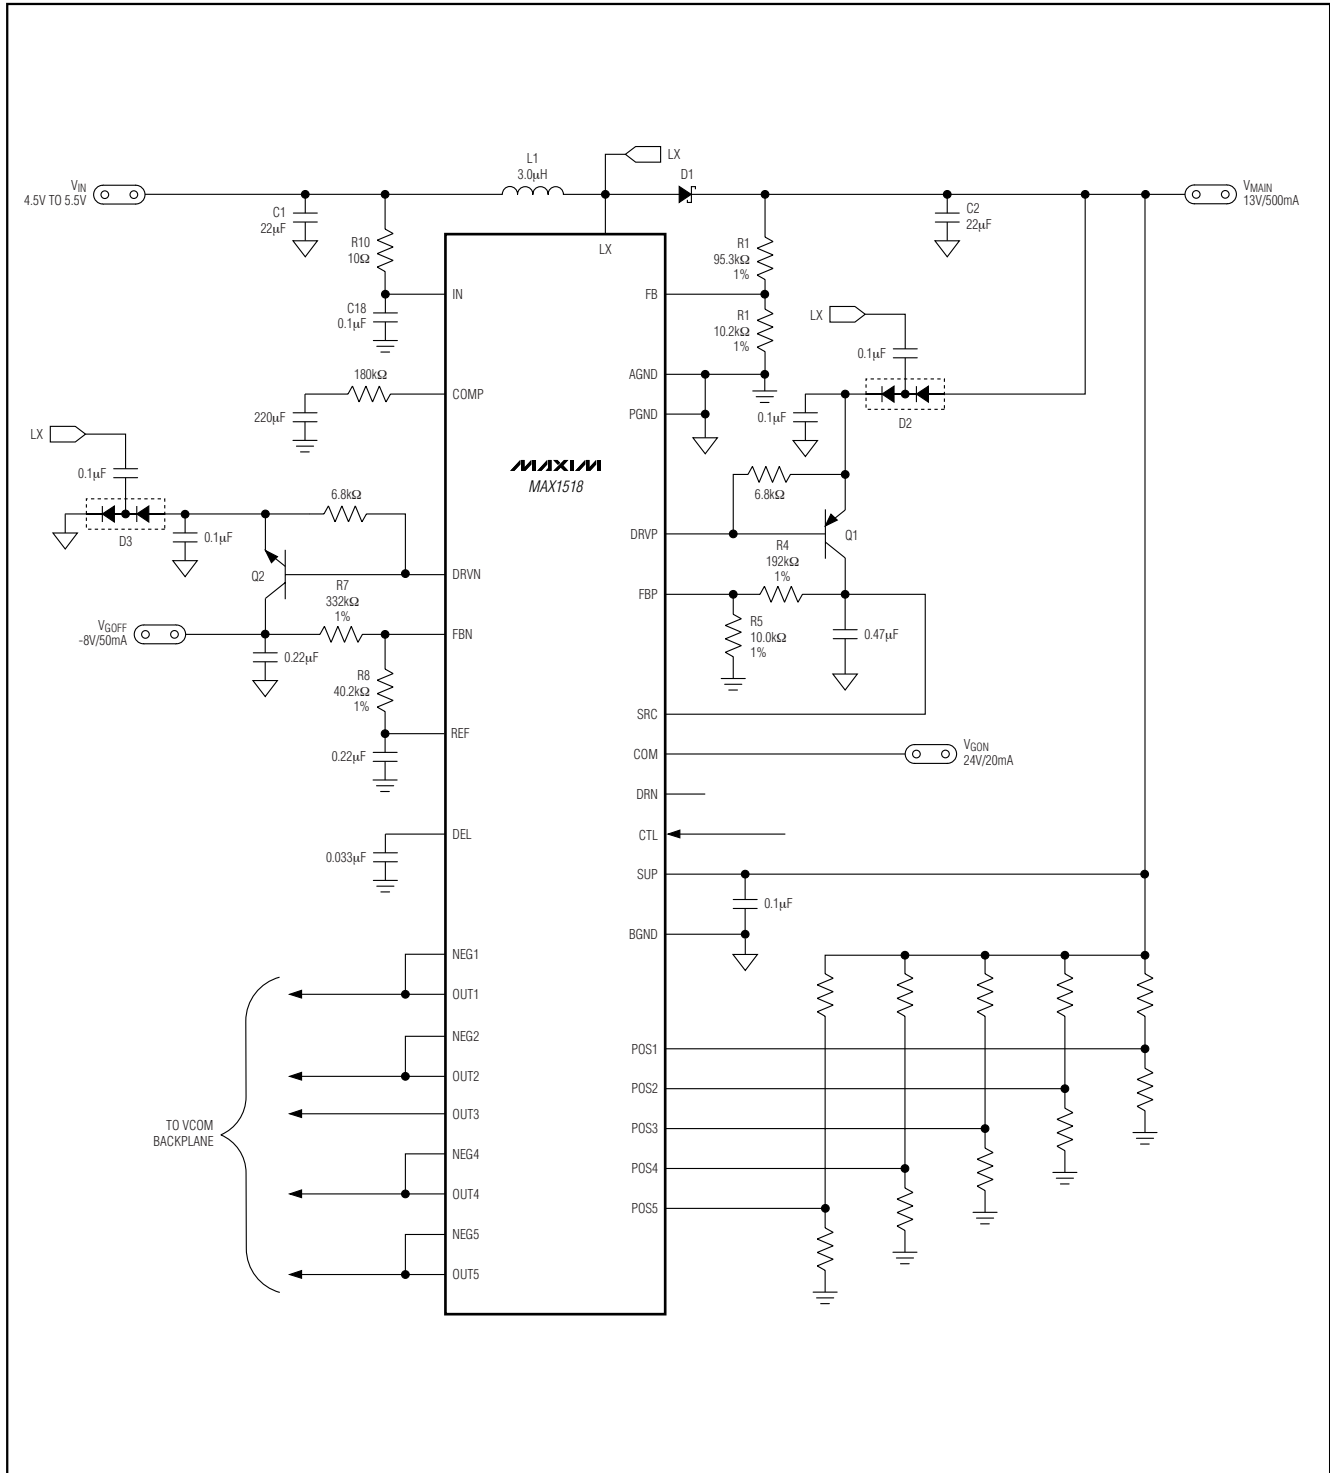 L1
3.0µH
LX
D1
VIN
4.5V TO 5.5V
VMAIN
13V/500mA
C1
22µF
C2
22µF
R10
10Ω
LX
R1
95.3kΩ
1%
IN
FB
C18
0.1µF
R1
10.2kΩ
1%
LX
0.1µF
180kΩ
COMP
AGND
220µF
PGND
0.1µF
D2
LX
MAXIM
MAX1518
0.1µF
6.8kΩ
6.8kΩ
D3
0.1µF
DRVP
Q1
Q2
DRVN
R4
192kΩ
1%
R7
332kΩ
1%
FBP
VGOFF
-8V/50mA
FBN
R5
10.0kΩ
1%
0.47µF
0.22µF
R8
40.2kΩ
1%
SRC
REF
0.22µF
COM
VGON
24V/20mA
DRN
DEL
CTL
0.033µF
SUP
0.1µF
BGND
NEG1
OUT1
NEG2
POS1
OUT2
POS2
OUT3
POS3
TO VCOM
BACKPLANE
NEG4
POS4
OUT4
POS5
NEG5
OUT5